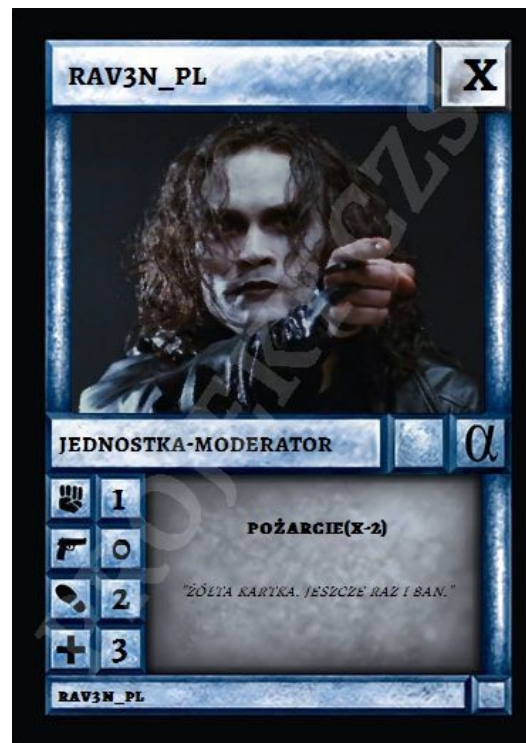 RAV3N_PL
X
JEDNOSTKA-MODERATOR
α
1
POŻARCIE(X-2)
0
2
"ŻÓŁTA KARTKA. JESZCZE RAZ I BAN."
3
RAV3N_PL